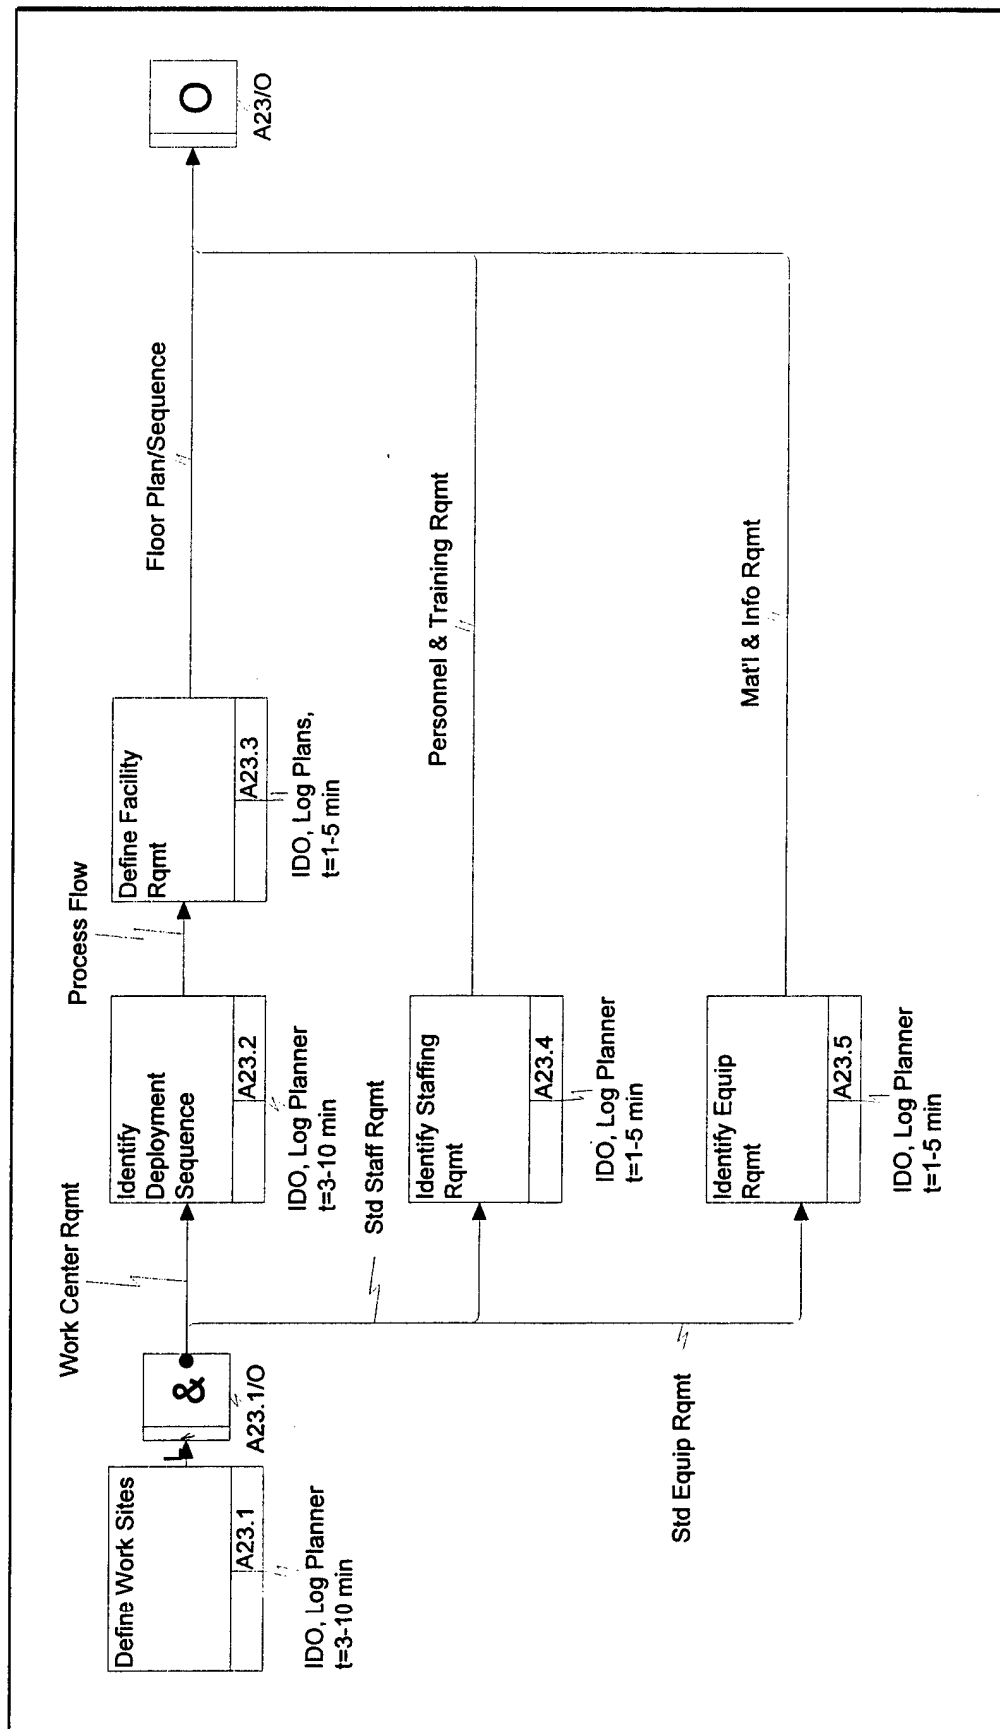 Define Work Sites
A23.1
IDO, Log Planner
t=3-10 min
&
A23.1/O
Work Center Rqmt
Identify
Deployment
Sequence
A23.2
IDO, Log Planner
t=3-10 min
Process Flow
Define Facility
Rqmt
A23.3
IDO, Log Plans,
t=1-5 min
Floor Plan/Sequence
O
A23/O
Std Staff Rqmt
Identify Staffing
Rqmt
A23.4
IDO, Log Planner
t=1-5 min
Personnel & Training Rqmt
Std Equip Rqmt
Identify Equip
Rqmt
A23.5
IDO, Log Planner
t=1-5 min
Mat'l & Info Rqmt